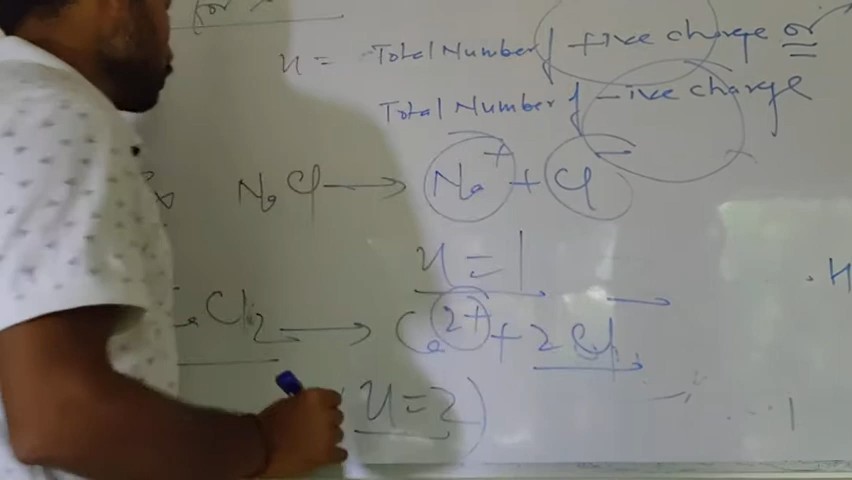 for
n = Total Number of +ive charge or
Total Number of -ive charge
NaCl → Na+ + Cl-
n = 1
CaCl2 → Ca2+ + 2Cl-
n = 2